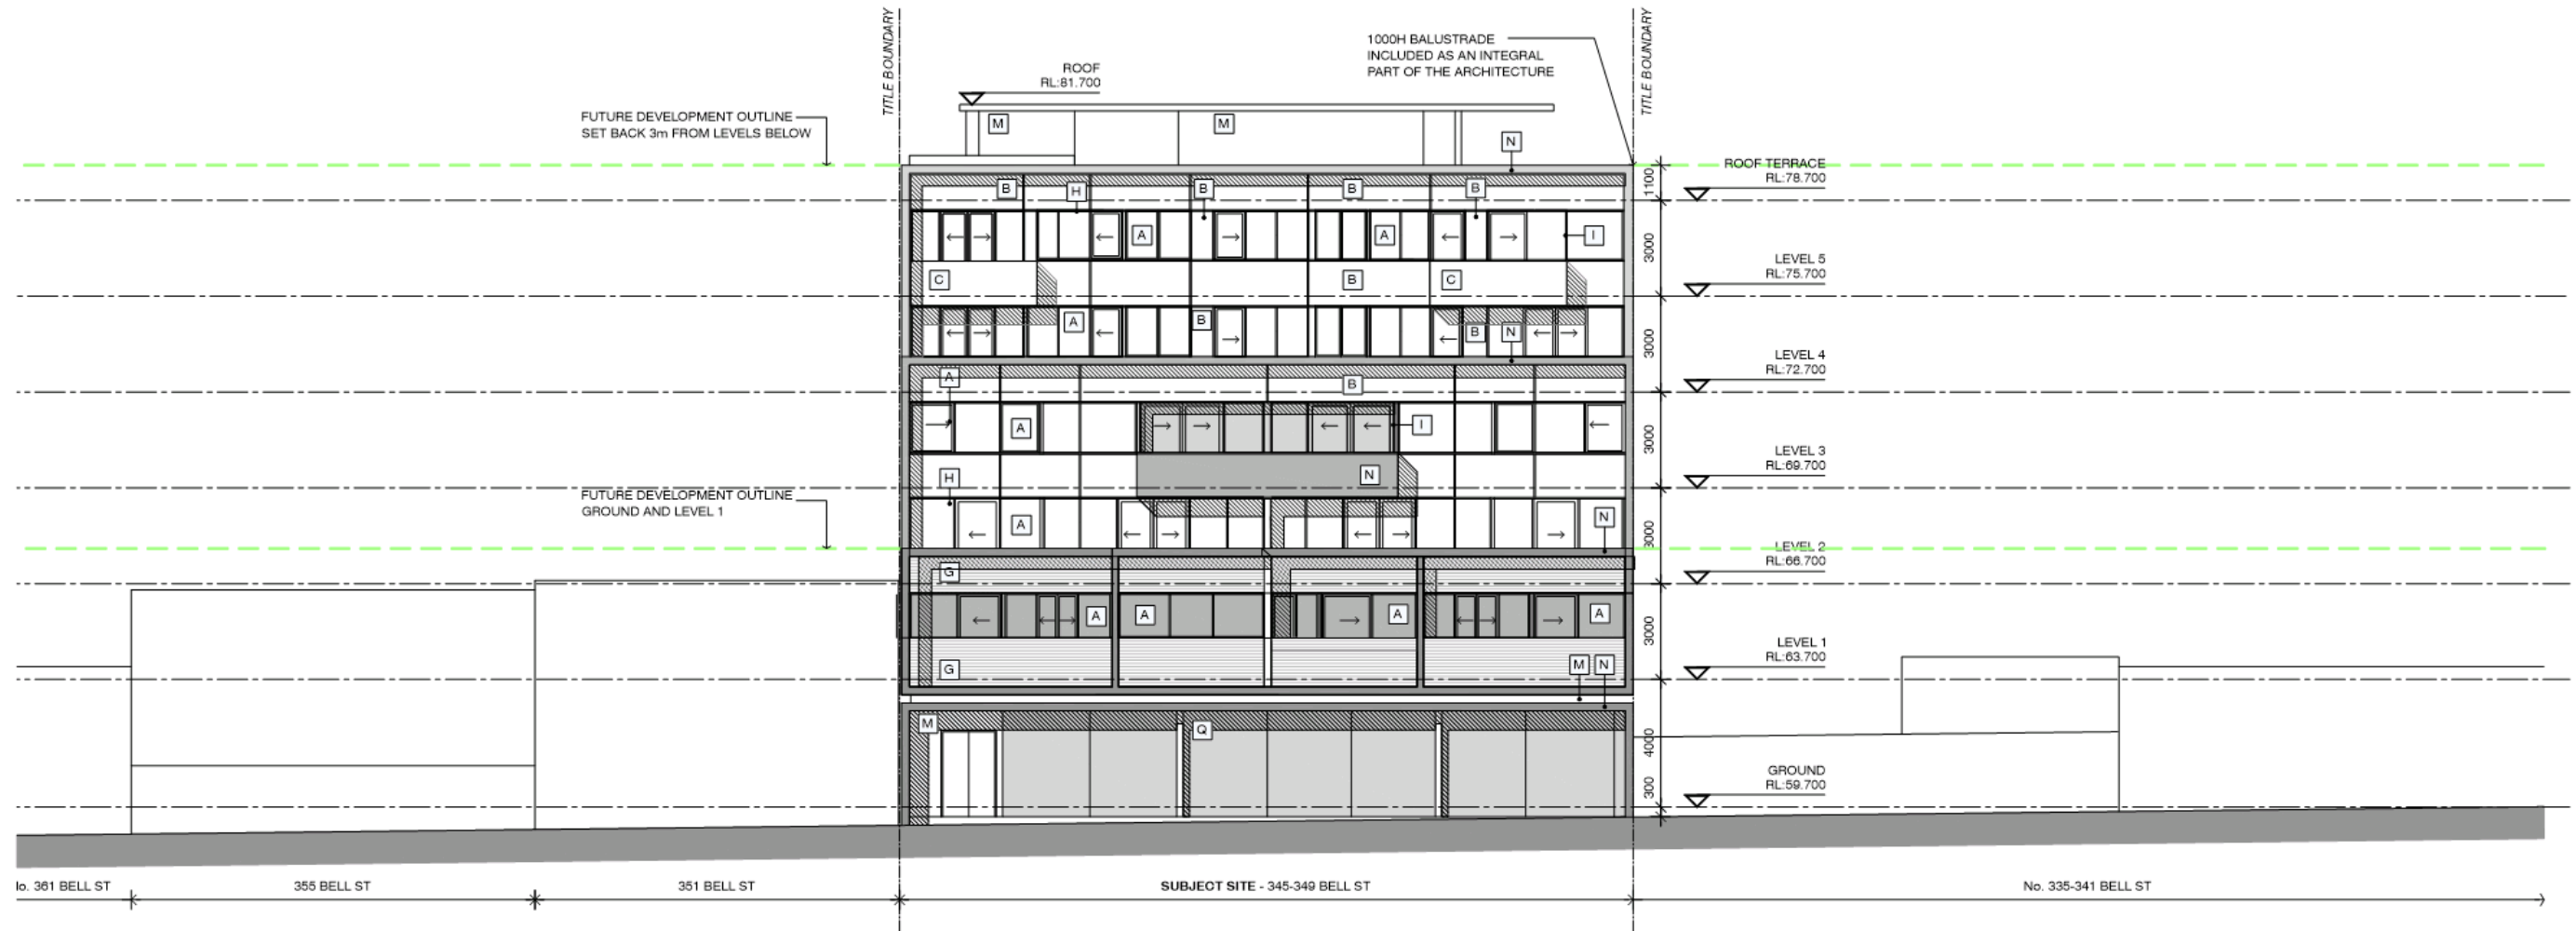 TITLE BOUNDARY
TITLE BOUNDARY
1000H BALUSTRADE
INCLUDED AS AN INTEGRAL
PART OF THE ARCHITECTURE
ROOF
RL:81.700
FUTURE DEVELOPMENT OUTLINE
SET BACK 3m FROM LEVELS BELOW
M
M
N
ROOF TERRACE
RL:78.700
1100
B
H
B
B
B
A
A
I
3000
LEVEL 5
RL:75.700
C
B
C
A
B
B
N
3000
LEVEL 4
RL:72.700
A
B
A
I
3000
LEVEL 3
RL:69.700
H
N
FUTURE DEVELOPMENT OUTLINE
GROUND AND LEVEL 1
A
N
3000
LEVEL 2
RL:66.700
G
A
A
A
A
3000
LEVEL 1
RL:63.700
G
M
N
M
Q
4000
GROUND
RL:59.700
300
361 BELL ST
355 BELL ST
351 BELL ST
SUBJECT SITE - 345-349 BELL ST
No. 335-341 BELL ST